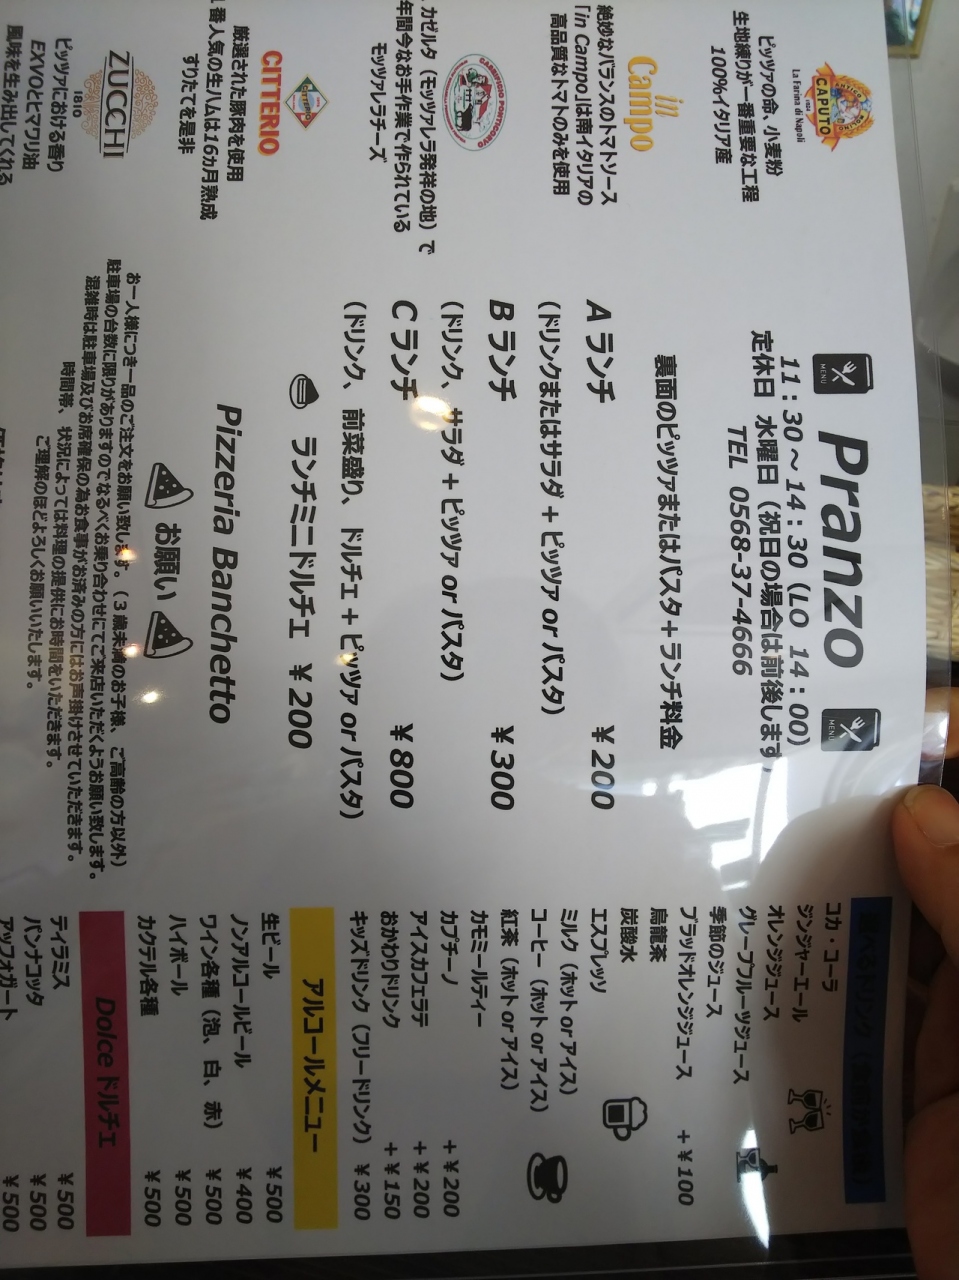 ANTICO MOLINO
CAPUTO
1924
La Farina di Napoli
ピッツァの命、小麦粉
生地練りが一番重要な工程
100%イタリア産
in
Campo
絶妙なバランスのトマトソース
「in Campo」は南イタリアの
高品質なトマトのみを使用
CASEIFICIO PONTICORVO
カゼルタ（モッツァレラ発祥の地）で
年間今なお手作業で作られている
モッツァレラチーズ
CITTERIO
CITTERIO
厳選された豚肉を使用
番人気の生ハムは16カ月熟成
すりたてを是非
ZUCCHI
1810
ピッツァにおける香り
EXVOとヒマワリ油
風味を生み出してくれる
MENU
Pranzo
MENU
11：30～14：30（LO 14：00）
定休日 水曜日（祝日の場合は前後します）
TEL 0568-37-4666
裏面のピッツァまたはパスタ＋ランチ料金
Aランチ ￥200
（ドリンクまたはサラダ＋ピッツァ or パスタ）
Bランチ ￥300
（ドリンク、サラダ＋ピッツァ or パスタ）
Cランチ ￥800
（ドリンク、前菜盛り、ドルチェ＋ピッツァ or パスタ）
ランチミニドルチェ ￥200
Pizzeria Banchetto
お願い
お一人様につき一品のご注文をお願い致します。（3歳未満のお子様、ご高齢の方以外）
駐車場の台数に限りがありますのでなるべくお乗り合わせにてご来店いただくようお願い致します。
混雑時は駐車場及びお席確保の為お食事がお済みの方にはお声掛けさせていただきます。
時間帯、状況によっては料理の提供にお時間をいただきます。
ご理解のほどよろしくお願いいたします。
コカ・コーラ
ジンジャーエール
オレンジジュース
グレープフルーツジュース
季節のジュース
ブラッドオレンジジュース ＋￥100
烏龍茶
炭酸水
エスプレッソ
ミルク（ホット or アイス）
コーヒー（ホット or アイス）
紅茶（ホット or アイス）
カモミールティー
カプチーノ ＋￥200
アイスカフェラテ ＋￥200
おかわりドリンク ＋￥150
キッズドリンク（フリードリンク） ￥300
アルコールメニュー
生ビール ￥500
ノンアルコールビール ￥400
ワイン各種（泡、白、赤） ￥500
ハイボール ￥500
カクテル各種 ￥500
Dolce ドルチェ
ティラミス ￥500
パンナコッタ ￥500
アッフォガート ￥500